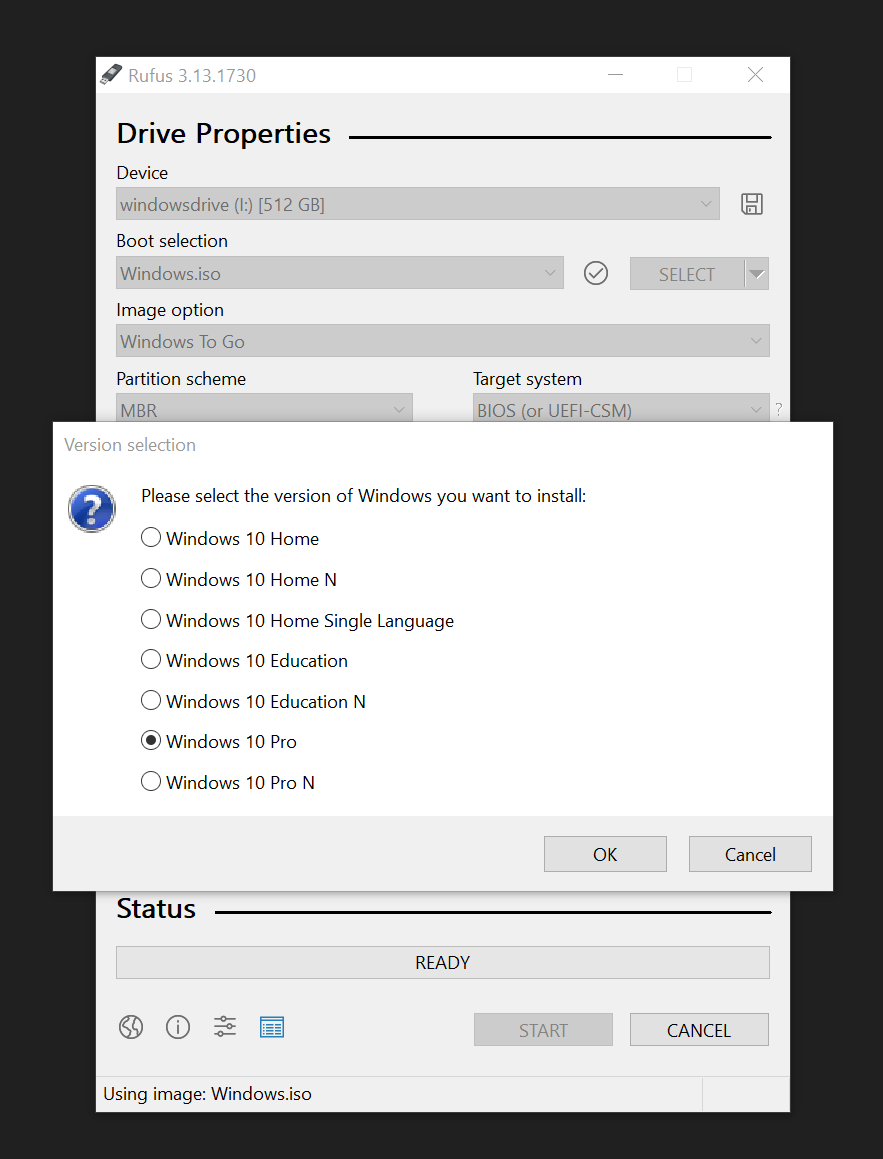 Rufus 3.13.1730
Drive Properties
Device
windowsdrive (I:) [512 GB]
Boot selection
Windows.iso
SELECT
Image option
Windows To Go
Partition scheme
Target system
MBR
BIOS (or UEFI-CSM)
?
Version selection
Please select the version of Windows you want to install:
Windows 10 Home
Windows 10 Home N
Windows 10 Home Single Language
Windows 10 Education
Windows 10 Education N
Windows 10 Pro
Windows 10 Pro N
OK
Cancel
Status
READY
START
CANCEL
Using image: Windows.iso